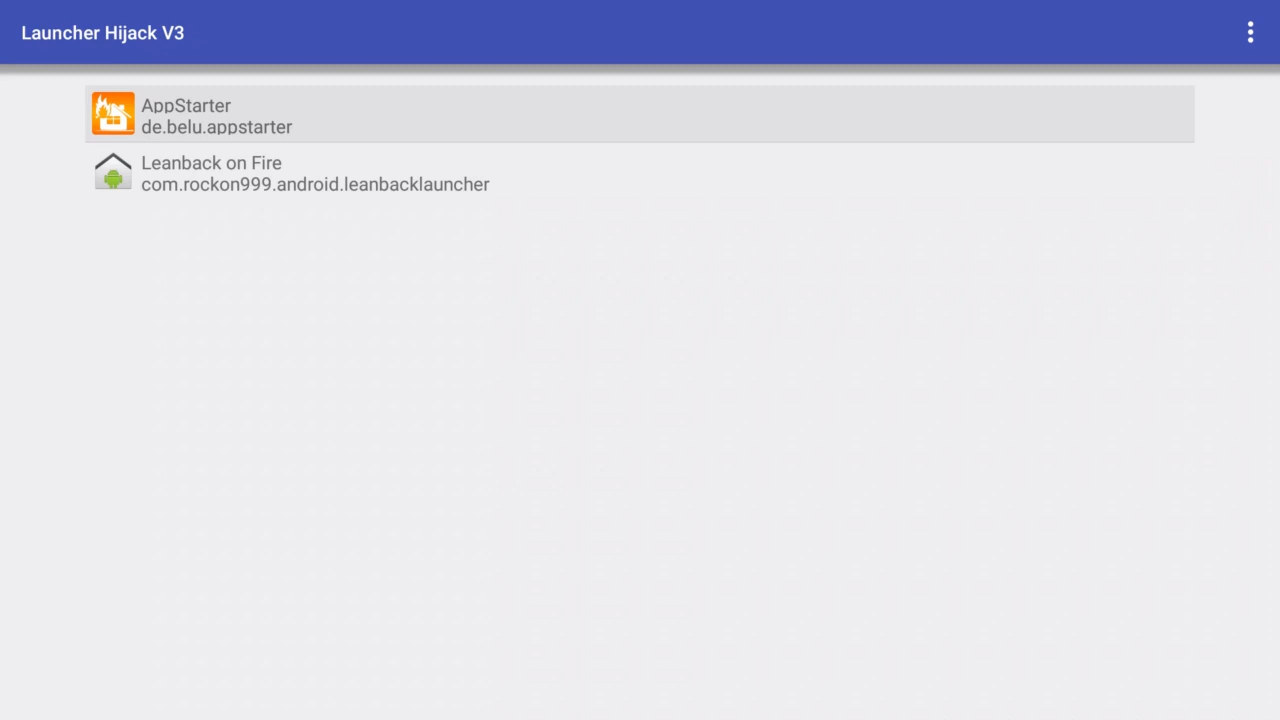 Launcher Hijack V3
AppStarter
de.belu.appstarter
Leanback on Fire
com.rockon999.android.leanbacklauncher